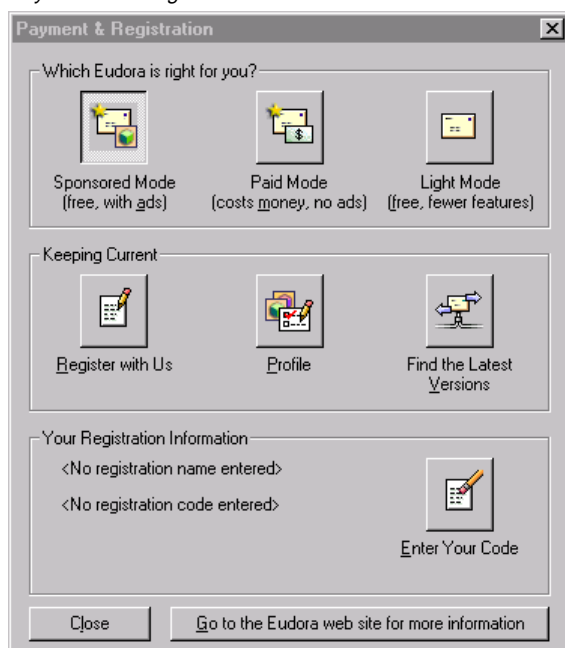 Payment & Registration
Which Eudora is right for you?
Sponsored Mode
(free, with ads)
Paid Mode
(costs money, no ads)
Light Mode
(free, fewer features)
Keeping Current
Register with Us
Profile
Find the Latest
Versions
Your Registration Information
<No registration name entered>
<No registration code entered>
Enter Your Code
Close
Go to the Eudora web site for more information